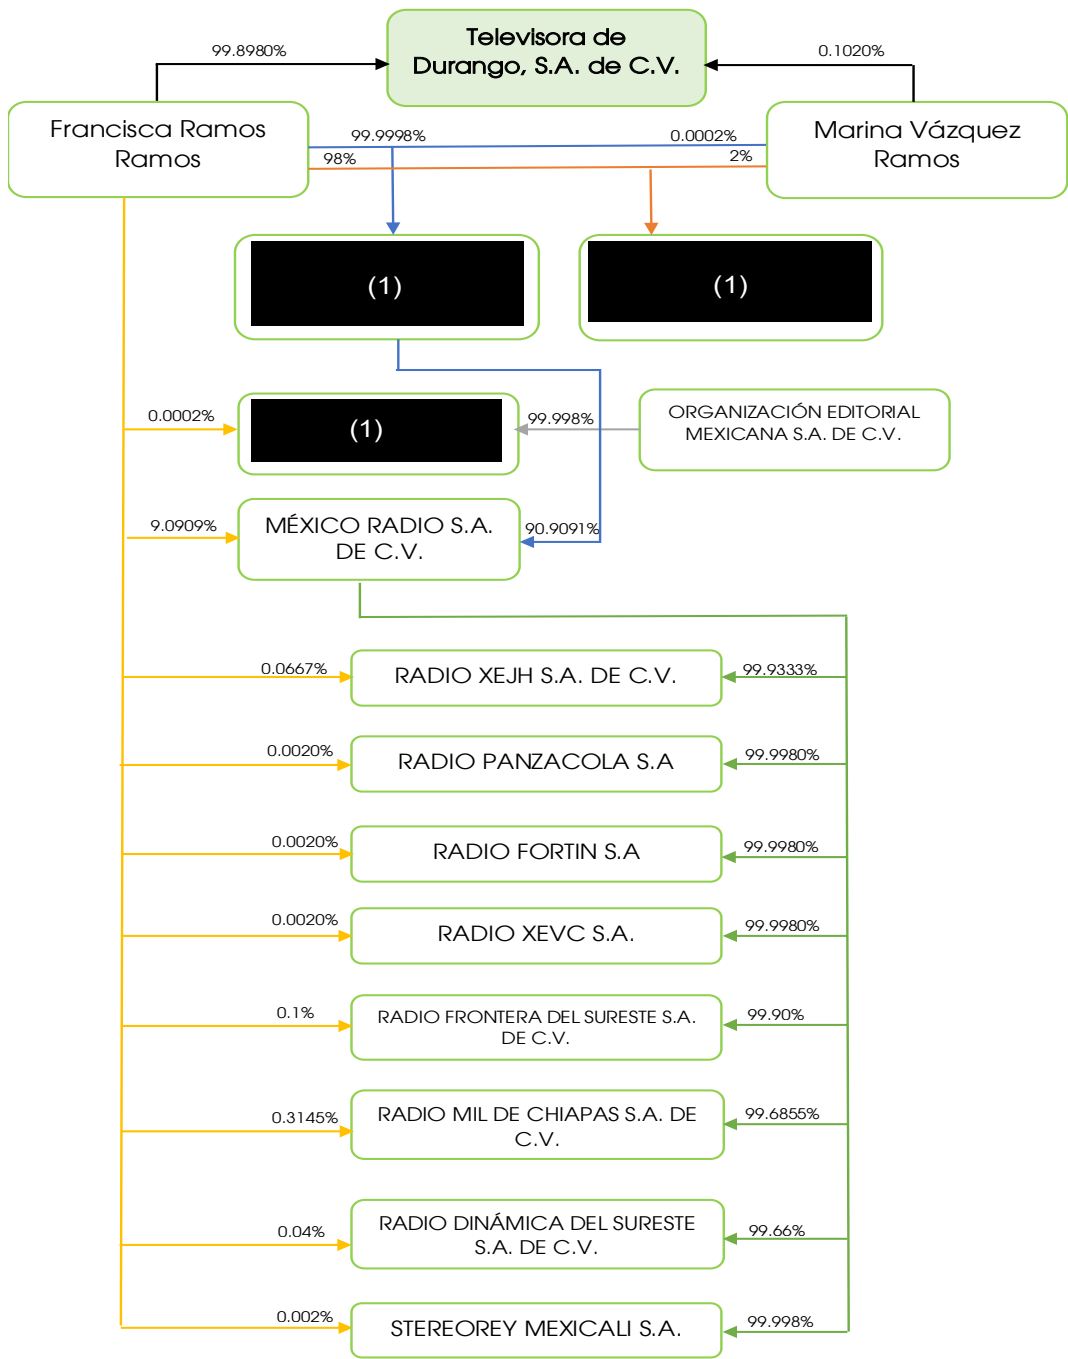 Televisora de
Durango, S.A. de C.V.
99.8980%
0.1020%
Francisca Ramos
Ramos
99.9998%
0.0002%
98%
2%
Marina Vázquez
Ramos
(1)
(1)
0.0002%
(1)
99.998%
ORGANIZACIÓN EDITORIAL
MEXICANA S.A. DE C.V.
9.0909%
MÉXICO RADIO S.A.
DE C.V.
90.9091%
0.0667%
RADIO XEJH S.A. DE C.V.
99.9333%
0.0020%
RADIO PANZACOLA S.A
99.9980%
0.0020%
RADIO FORTIN S.A
99.9980%
0.0020%
RADIO XEVC S.A.
99.9980%
0.1%
RADIO FRONTERA DEL SURESTE S.A.
DE C.V.
99.90%
0.3145%
RADIO MIL DE CHIAPAS S.A. DE
C.V.
99.6855%
0.04%
RADIO DINÁMICA DEL SURESTE
S.A. DE C.V.
99.66%
0.002%
STEREOREY MEXICALI S.A.
99.998%